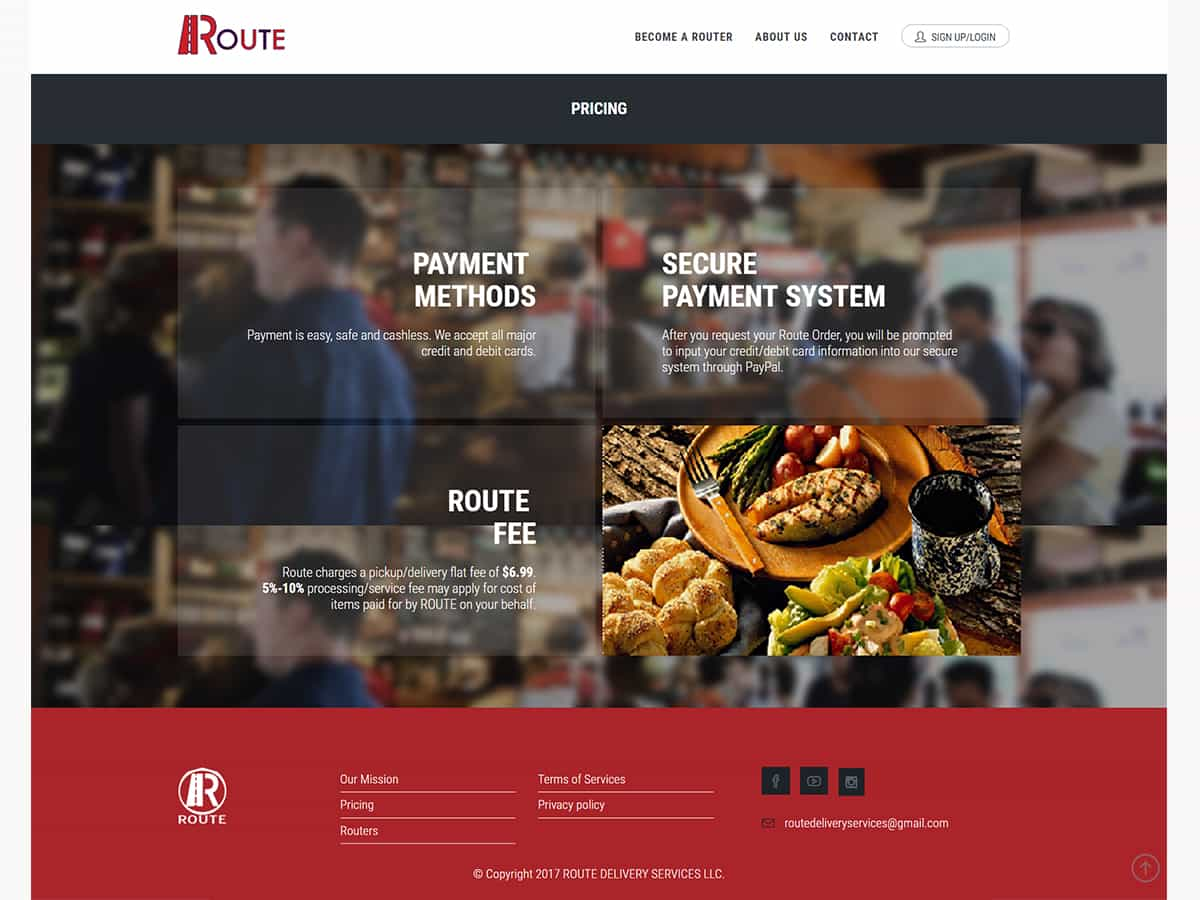 ROUTE
BECOME A ROUTER
ABOUT US
CONTACT
SIGN UP/LOGIN
PRICING
PAYMENT
METHODS
Payment is easy, safe and cashless. We accept all major
credit and debit cards.
SECURE
PAYMENT SYSTEM
After you request your Route Order, you will be prompted
to input your credit/debit card information into our secure
system through PayPal.
ROUTE
FEE
Route charges a pickup/delivery flat fee of $6.99.
5%-10% processing/service fee may apply for cost of
items paid for by ROUTE on your behalf.
R
ROUTE
Our Mission
Pricing
Routers
Terms of Services
Privacy policy
routedeliveryservices@gmail.com
© Copyright 2017 ROUTE DELIVERY SERVICES LLC.